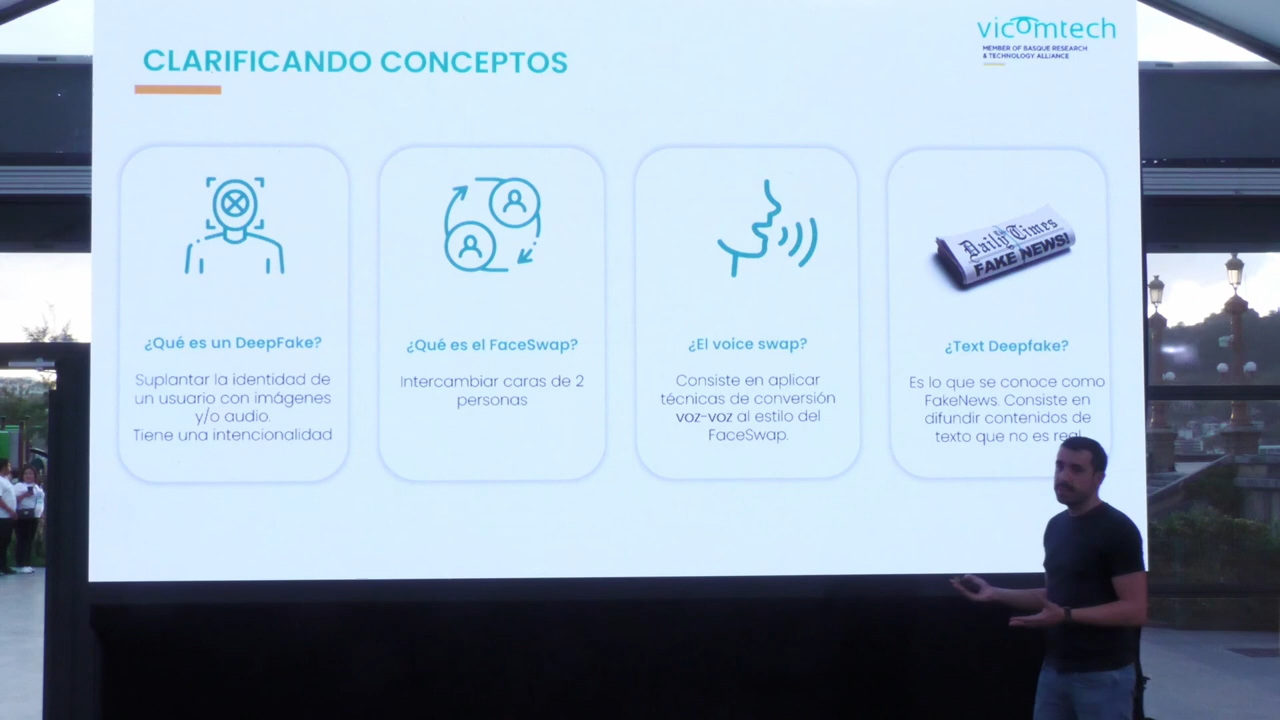 CLARIFICANDO CONCEPTOS
vicomtech
MEMBER OF BASQUE RESEARCH
& TECHNOLOGY ALLIANCE
¿Qué es un DeepFake?
Suplantar la identidad de
un usuario con imágenes
y/o audio.
Tiene una intencionalidad
¿Qué es el FaceSwap?
Intercambiar caras de 2
personas
¿El voice swap?
Consiste en aplicar
técnicas de conversión
voz-voz al estilo del
FaceSwap.
Daily Times
FAKE NEWS!
¿Text Deepfake?
Es lo que se conoce como
FakeNews. Consiste en
difundir contenidos de
texto que no es real